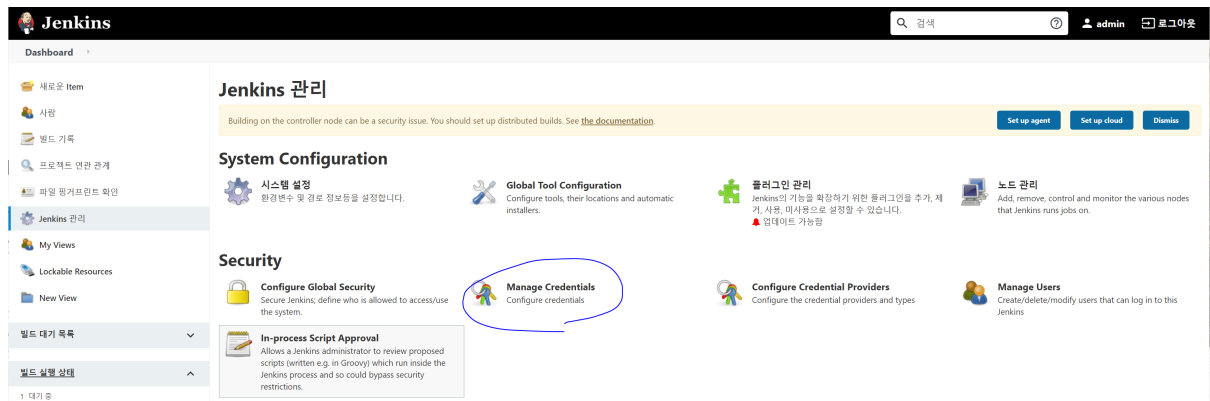 Jenkins
검색
admin
로그아웃
Dashboard
새로운 Item
사람
빌드 기록
프로젝트 연관 관계
파일 핑거프린트 확인
Jenkins 관리
My Views
Lockable Resources
New View
빌드 대기 목록
빌드 실행 상태
1 대기 중
Jenkins 관리
Building on the controller node can be a security issue. You should set up distributed builds. See the documentation.
Set up agent
Set up cloud
Dismiss
System Configuration
시스템 설정
환경변수 및 경로 정보등을 설정합니다.
Global Tool Configuration
Configure tools, their locations and automatic
installers.
플러그인 관리
Jenkins의 기능을 확장하기 위한 플러그인을 추가, 제
거, 사용, 미사용으로 설정할 수 있습니다.
업데이트 가능함
노드 관리
Add, remove, control and monitor the various nodes
that Jenkins runs jobs on.
Security
Configure Global Security
Secure Jenkins; define who is allowed to access/use
the system.
Manage Credentials
Configure credentials
Configure Credential Providers
Configure the credential providers and types
Manage Users
Create/delete/modify users that can log in to this
Jenkins
In-process Script Approval
Allows a Jenkins administrator to review proposed
scripts (written e.g. in Groovy) which run inside the
Jenkins process and so could bypass security
restrictions.